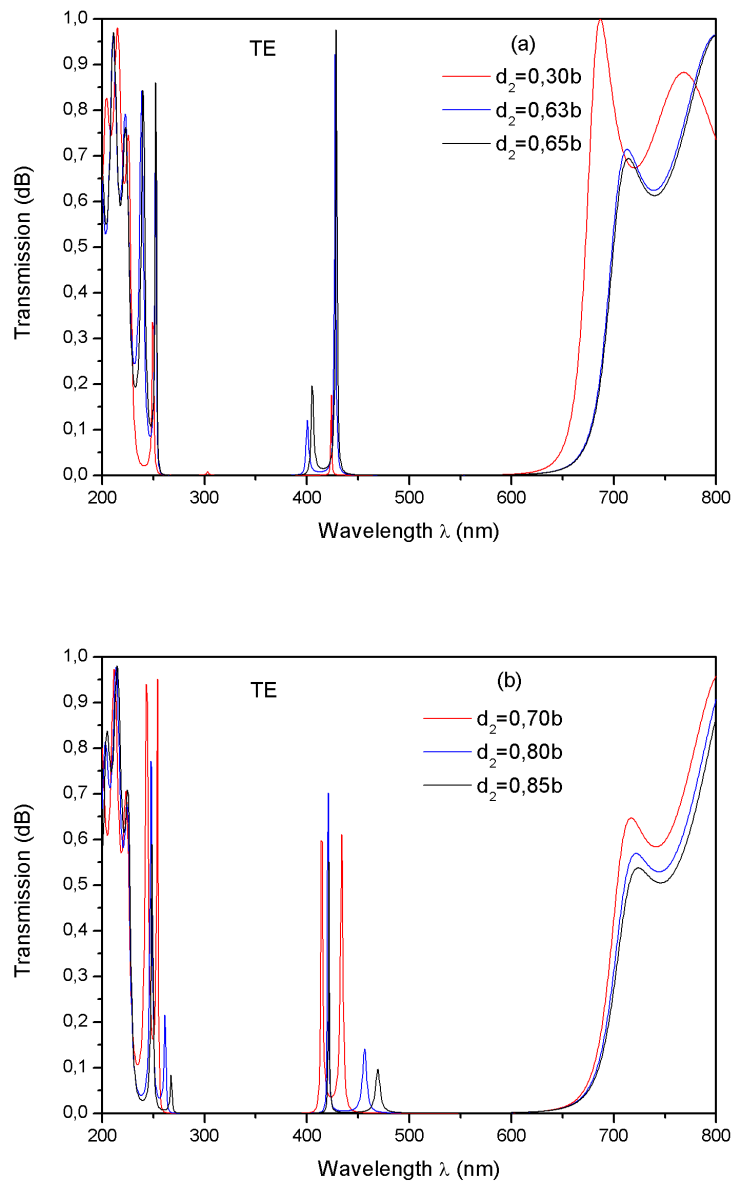 TE
(a)
d2=0,30b
d2=0,63b
d2=0,65b
Transmission (dB)
1,0
0,9
0,8
0,7
0,6
0,5
0,4
0,3
0,2
0,1
0,0
200 300 400 500 600 700 800
Wavelength λ (nm)
TE
(b)
d2=0,70b
d2=0,80b
d2=0,85b
Transmission (dB)
1,0
0,9
0,8
0,7
0,6
0,5
0,4
0,3
0,2
0,1
0,0
200 300 400 500 600 700 800
Wavelength λ (nm)